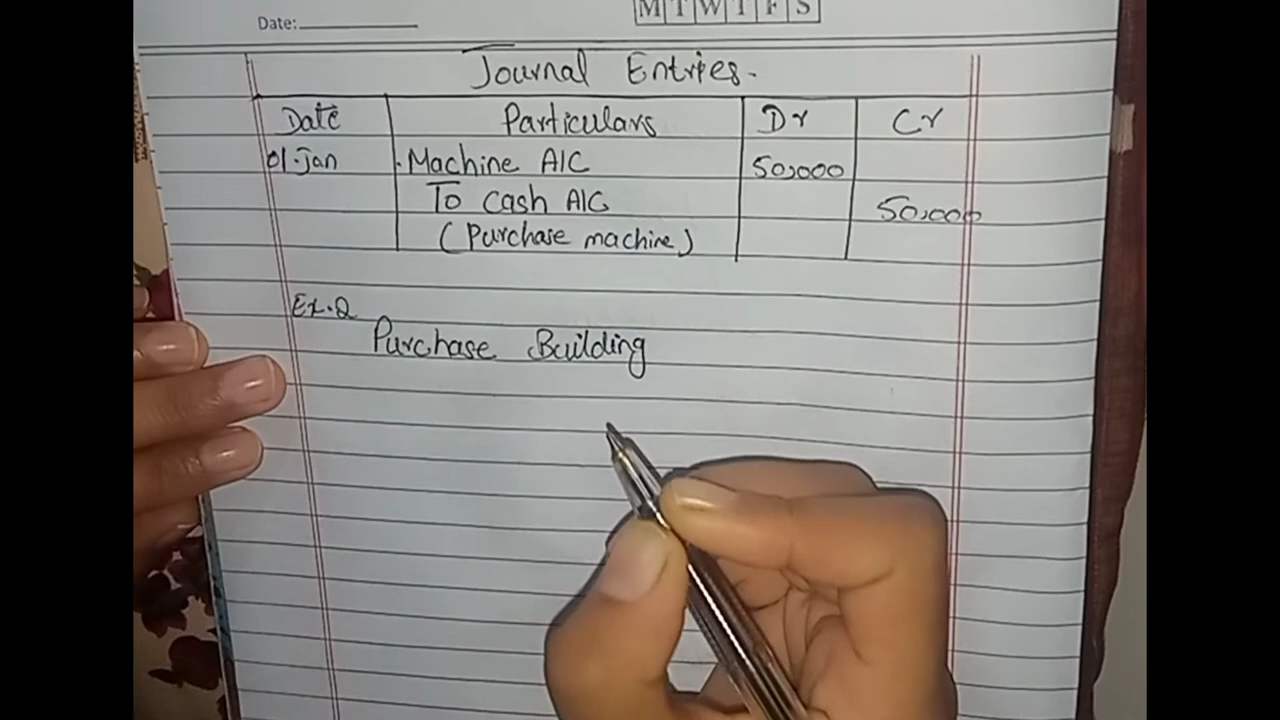 Date:
M T W T F S
Journal Entries.
Date Particulars Dr Cr
01.Jan Machine A/C 50,000
To Cash A/C 50,000
(Purchase machine)
Ex.2
Purchase Building